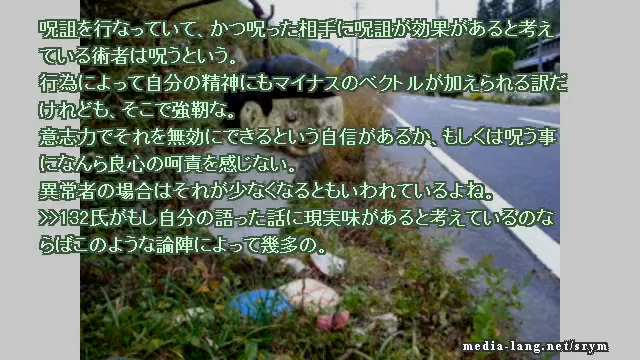 呪詛を行なっていて、かつ呪った相手に呪詛が効果があると考え
ている術者は呪うという。
行為によって自分の精神にもマイナスのベクトルが加えられる訳だ
けれども、そこで強靭な。
意志力でそれを無効にできるという自信があるか、もしくは呪う事
になんら良心の呵責を感じない。
異常者の場合はそれが少なくなるともいわれているよね。
>>132氏がもし自分の語った話に現実味があると考えているのな
らばこのような論陣によって幾多の。
media-lang.net/srym